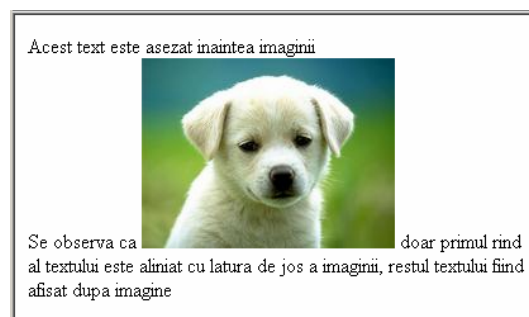 Acest text este asezat inaintea imaginii
Se observa ca doar primul rind
al textului este aliniat cu latura de jos a imaginii, restul textului fiind
afisat dupa imagine